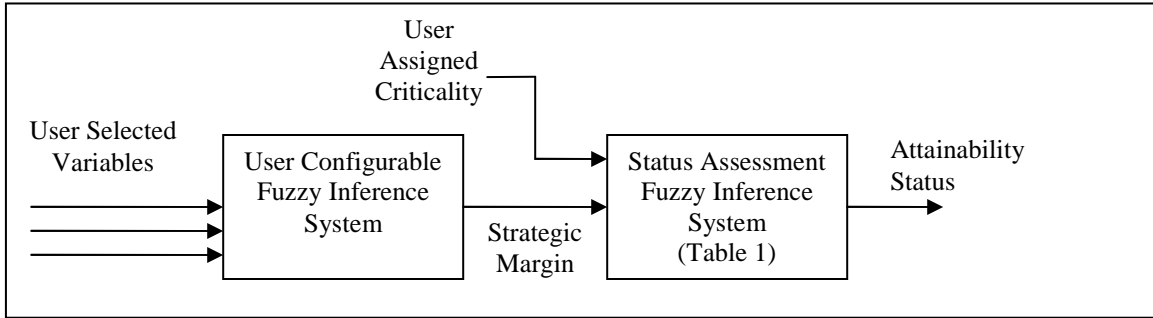 User
Assigned
Criticality
User Selected
Variables
User Configurable
Fuzzy Inference
System
Strategic
Margin
Status Assessment
Fuzzy Inference
System
(Table 1)
Attainability
Status